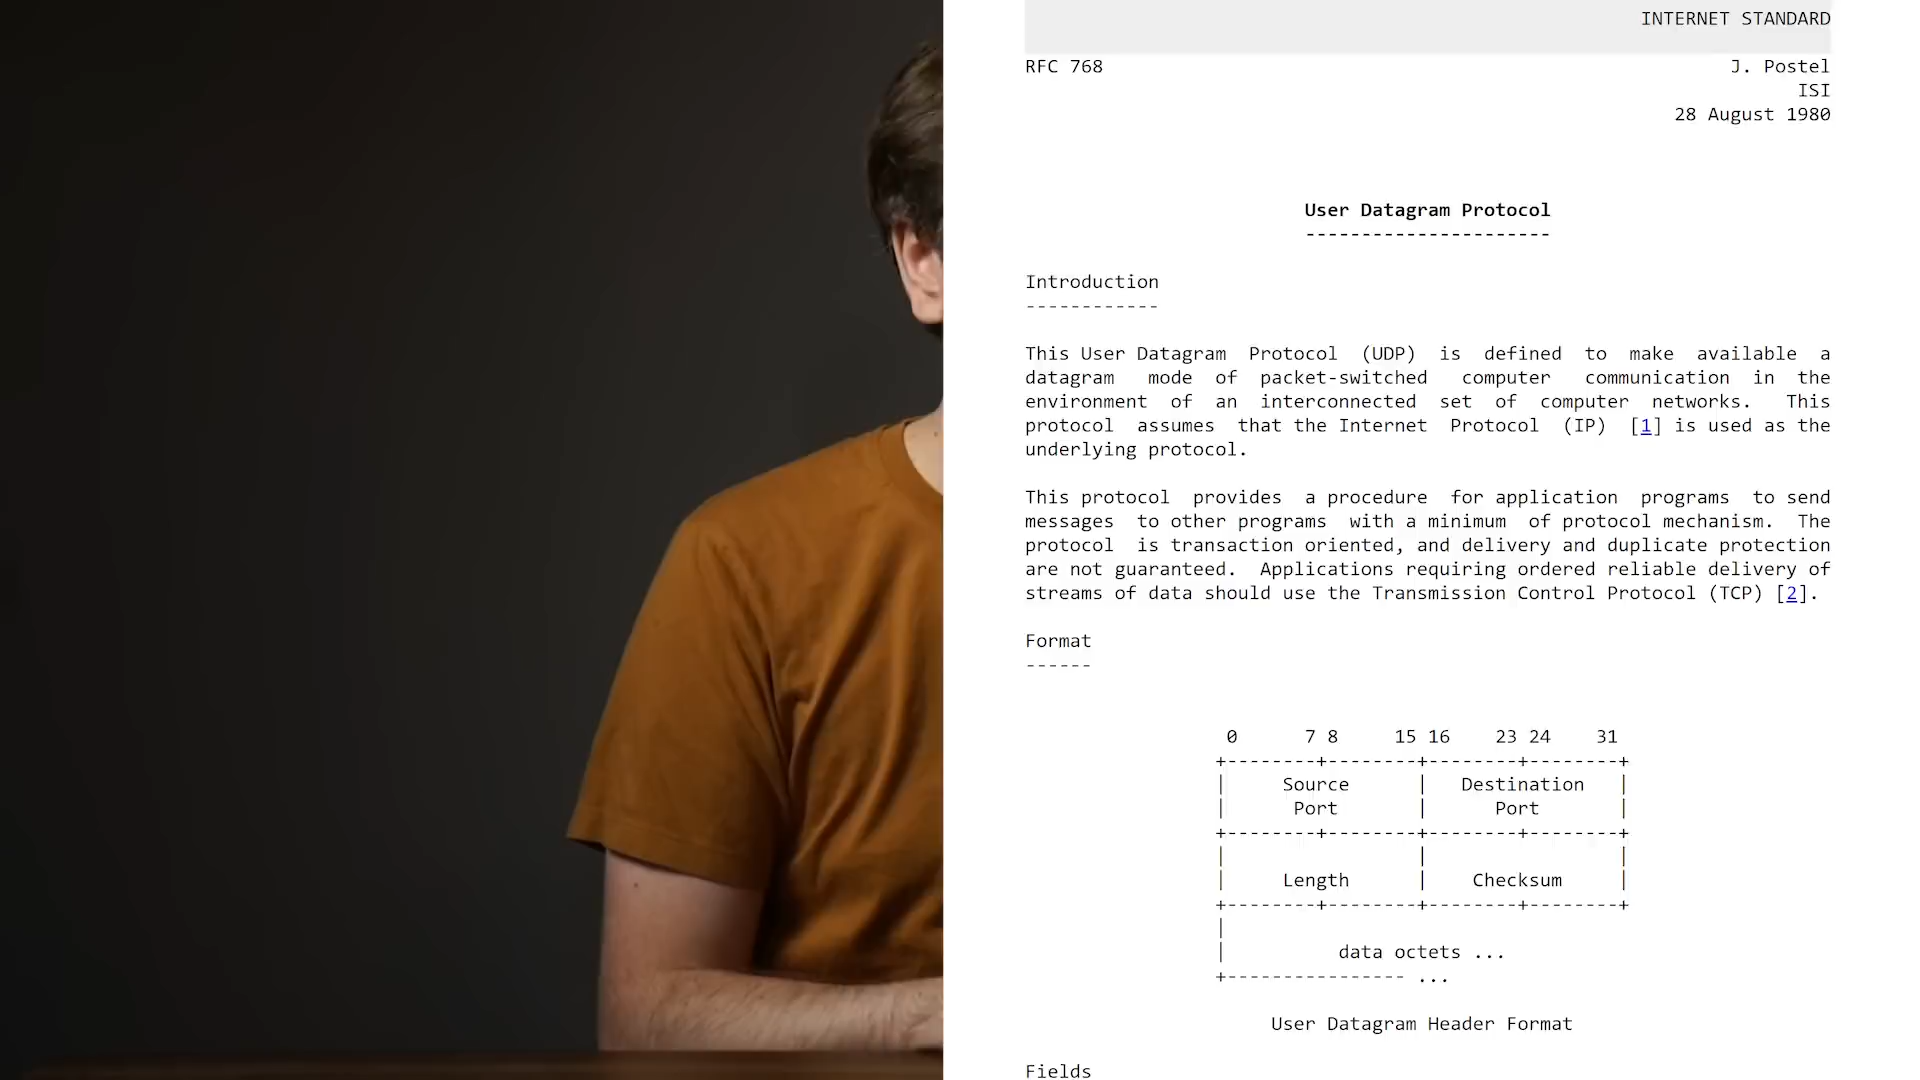 INTERNET STANDARD
RFC 768 J. Postel
ISI
28 August 1980
User Datagram Protocol
----------------------
Introduction
------------
This User Datagram Protocol (UDP) is defined to make available a
datagram mode of packet-switched computer communication in the
environment of an interconnected set of computer networks. This
protocol assumes that the Internet Protocol (IP) [1] is used as the
underlying protocol.
This protocol provides a procedure for application programs to send
messages to other programs with a minimum of protocol mechanism. The
protocol is transaction oriented, and delivery and duplicate protection
are not guaranteed. Applications requiring ordered reliable delivery of
streams of data should use the Transmission Control Protocol (TCP) [2].
Format
------
0 7 8 15 16 23 24 31
+--------+--------+--------+--------+
| Source | Destination |
| Port | Port |
+--------+--------+--------+--------+
| | |
| Length | Checksum |
+--------+--------+--------+--------+
|
| data octets ...
+---------------- ...
User Datagram Header Format
Fields